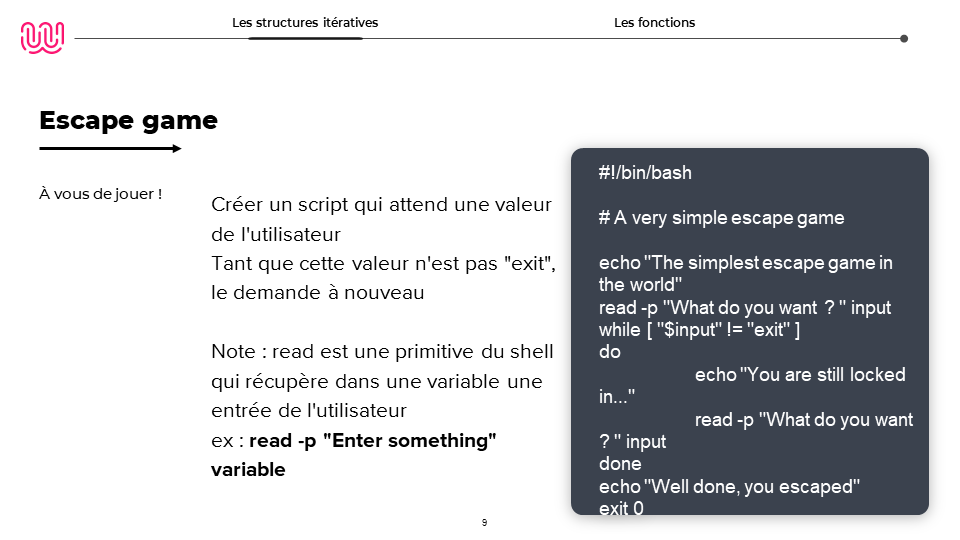 Les structures itératives
Les fonctions
Escape game
À vous de jouer !
Créer un script qui attend une valeur
de l'utilisateur
Tant que cette valeur n'est pas "exit",
le demande à nouveau
Note : read est une primitive du shell
qui récupère dans une variable une
entrée de l'utilisateur
ex : read -p "Enter something"
variable
#!/bin/bash
# A very simple escape game
echo "The simplest escape game in
the world"
read -p "What do you want ? " input
while [ "$input" != "exit" ]
do
echo "You are still locked
in..."
read -p "What do you want
? " input
done
echo "Well done, you escaped"
exit 0
9